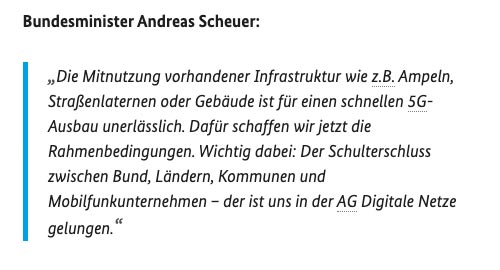 Bundesminister Andreas Scheuer:
„Die Mitnutzung vorhandener Infrastruktur wie z.B. Ampeln,
Straßenlaternen oder Gebäude ist für einen schnellen 5G-
Ausbau unerlässlich. Dafür schaffen wir jetzt die
Rahmenbedingungen. Wichtig dabei: Der Schulterschluss
zwischen Bund, Ländern, Kommunen und
Mobilfunkunternehmen – der ist uns in der AG Digitale Netze
gelungen.“